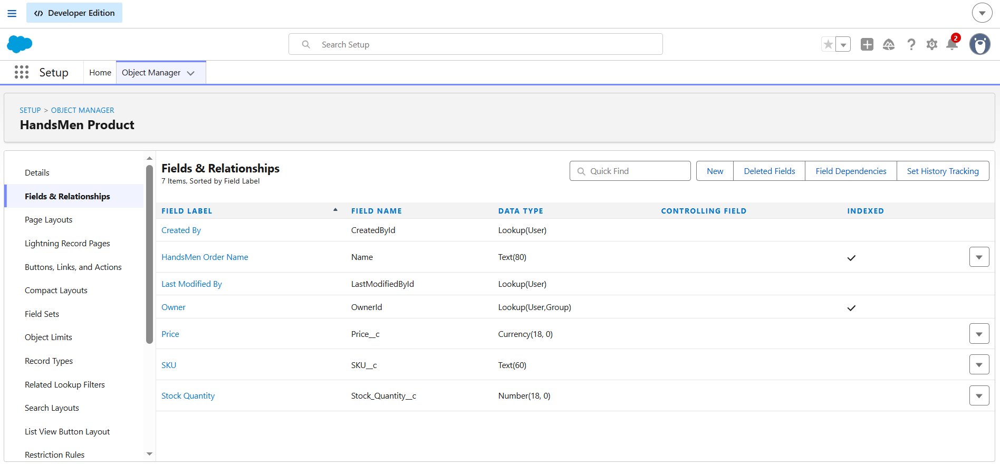 Developer Edition
Search Setup
2
Setup
Home
Object Manager
SETUP > OBJECT MANAGER
HandsMen Product
Details
Fields & Relationships
Page Layouts
Lightning Record Pages
Buttons, Links, and Actions
Compact Layouts
Field Sets
Object Limits
Record Types
Related Lookup Filters
Search Layouts
List View Button Layout
Restriction Rules
Fields & Relationships
7 Items, Sorted by Field Label
Quick Find
New
Deleted Fields
Field Dependencies
Set History Tracking
FIELD LABEL FIELD NAME DATA TYPE CONTROLLING FIELD INDEXED
Created By CreatedById Lookup(User)
HandsMen Order Name Name Text(80)
Last Modified By LastModifiedById Lookup(User)
Owner OwnerId Lookup(User,Group)
Price Price__c Currency(18, 0)
SKU SKU__c Text(60)
Stock Quantity Stock_Quantity__c Number(18, 0)